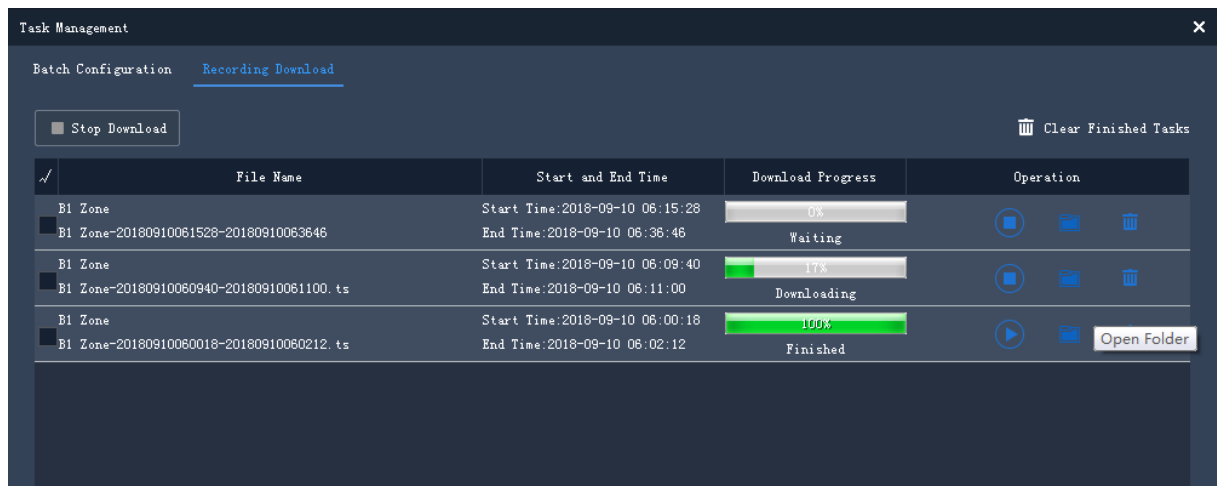 Task Management
Batch Configuration Recording Download
Stop Download Clear Finished Tasks
File Name Start and End Time Download Progress Operation
B1 Zone Start Time:2018-09-10 06:15:28 0%
B1 Zone-20180910061528-20180910063646 End Time:2018-09-10 06:36:46 Waiting
B1 Zone Start Time:2018-09-10 06:09:40 17%
B1 Zone-20180910060940-20180910061100.ts End Time:2018-09-10 06:11:00 Downloading
B1 Zone Start Time:2018-09-10 06:00:18 100%
B1 Zone-20180910060018-20180910060212.ts End Time:2018-09-10 06:02:12 Finished
Open Folder